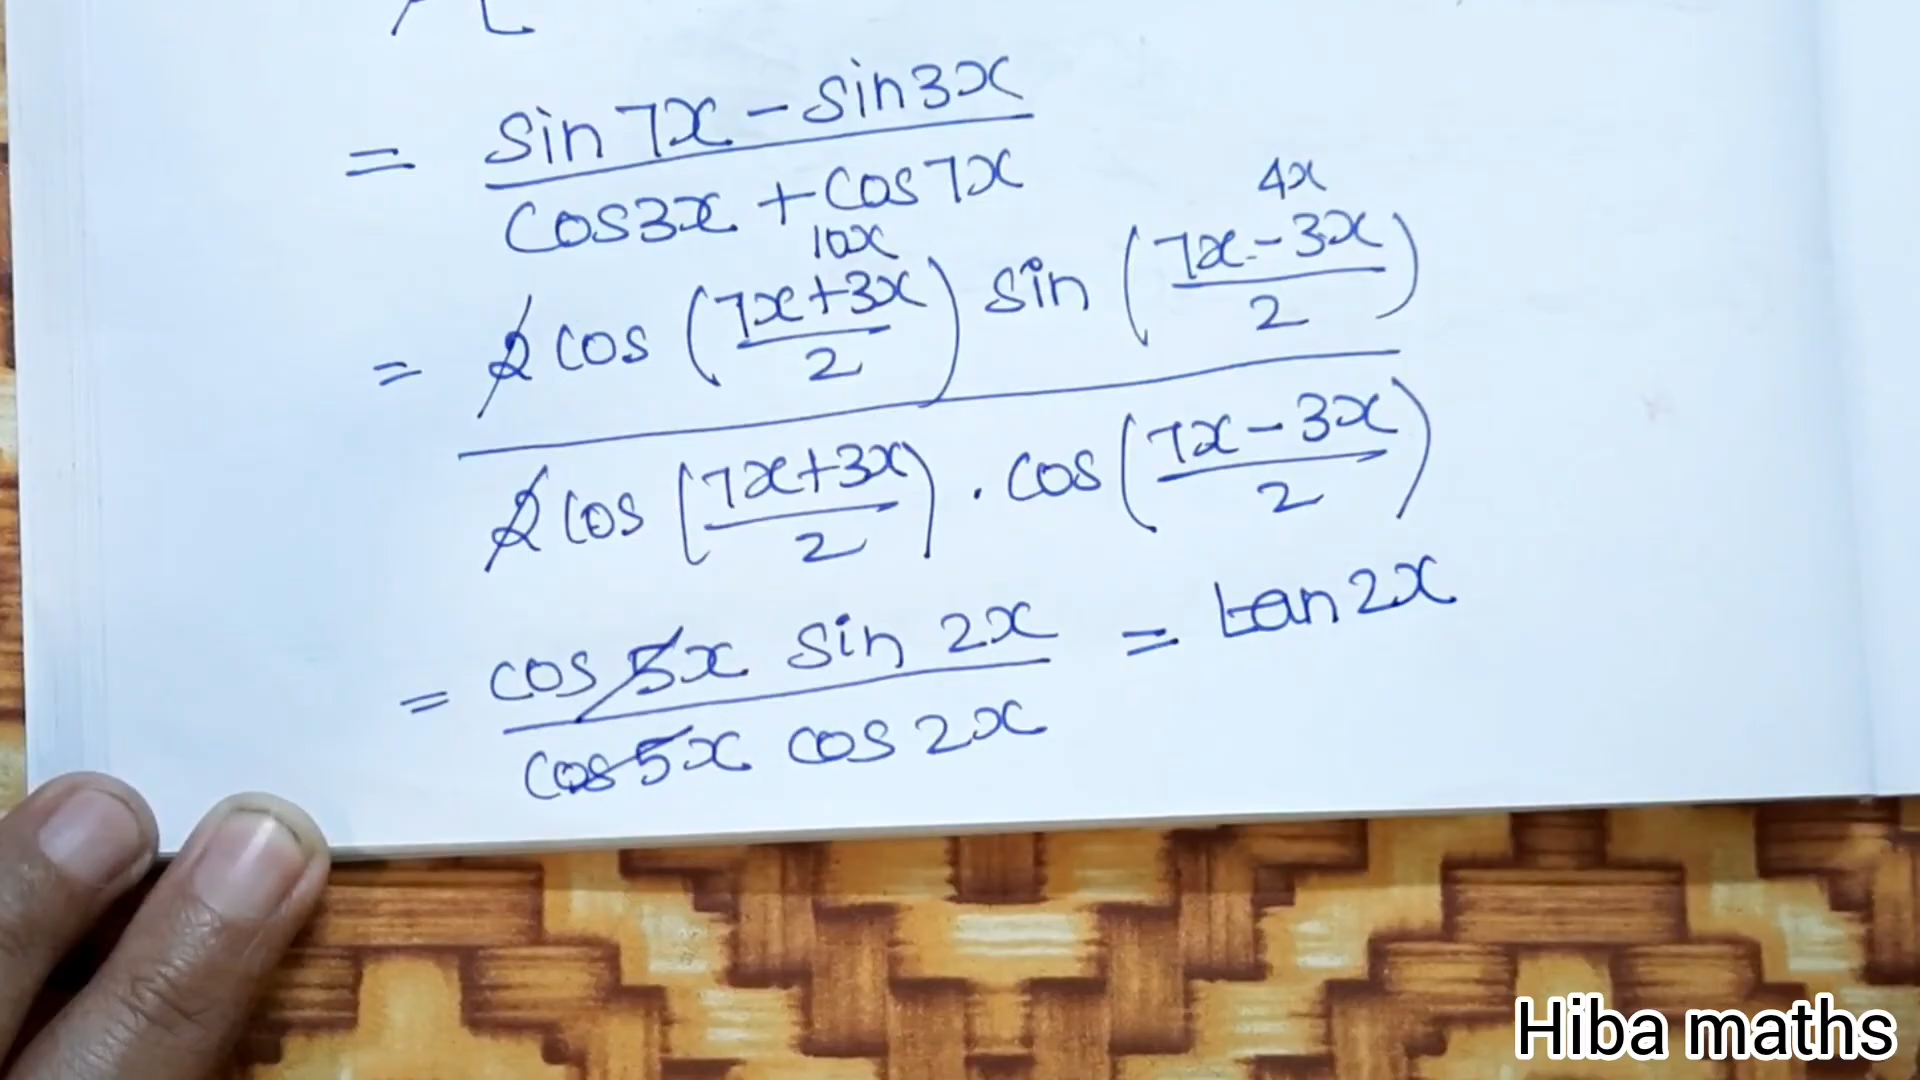 = sin 7x - sin 3x
cos 3x + cos 7x
10x
4x
= 2 cos (7x+3x / 2) sin (7x-3x / 2)
2 cos (7x+3x / 2) . cos (7x-3x / 2)
= cos 5x sin 2x = tan 2x
cos 5x cos 2x
Hiba maths